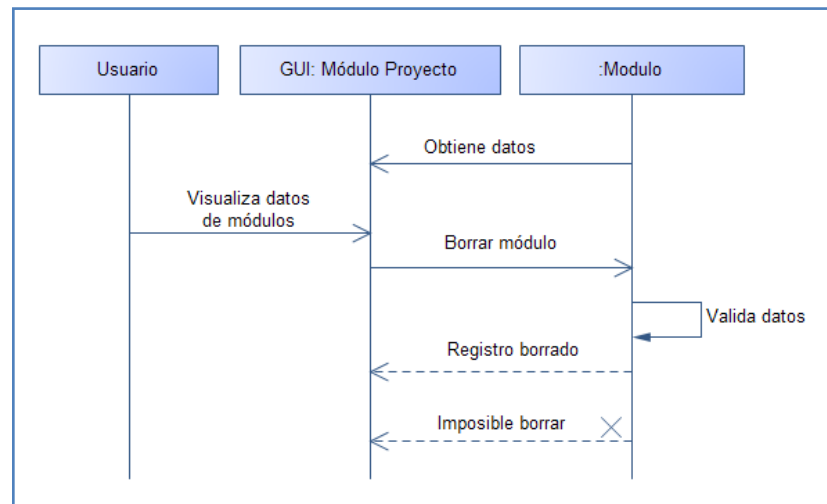 Usuario
GUI: Módulo Proyecto
:Modulo
Obtiene datos
Visualiza datos
de módulos
Borrar módulo
Valida datos
Registro borrado
Imposible borrar